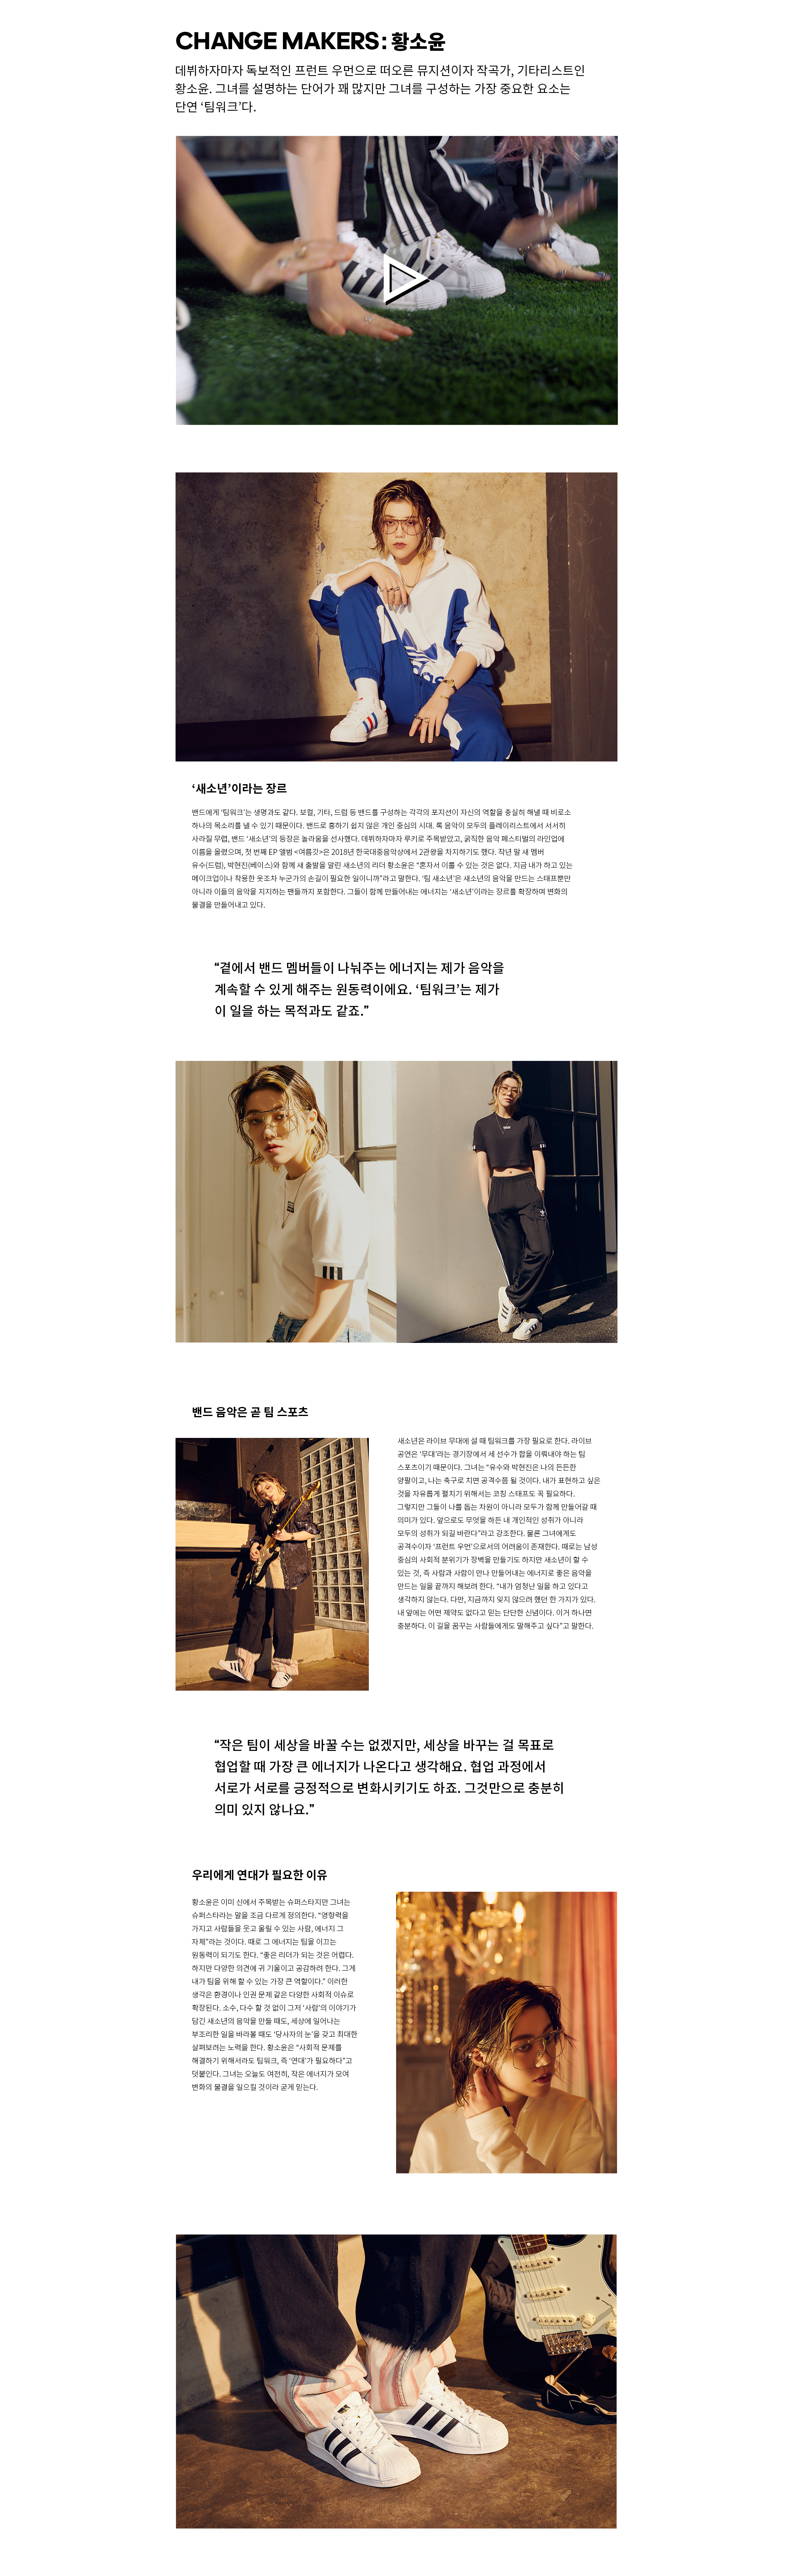 CHANGE MAKERS: 황소윤
데뷔하자마자 독보적인 프런트 우먼으로 떠오른 뮤지션이자 작곡가, 기타리스트인
황소윤. 그녀를 설명하는 단어가 꽤 많지만 그녀를 구성하는 가장 중요한 요소는
단연 ‘팀워크’다.
‘새소년’이라는 장르
밴드에게 ‘팀워크’는 생명과도 같다. 보컬, 기타, 드럼 등 밴드를 구성하는 각각의 포지션이 자신의 역할을 충실히 해낼 때 비로소
하나의 목소리를 낼 수 있기 때문이다. 밴드로 흥하기 쉽지 않은 개인 중심의 시대. 록 음악이 모두의 플레이리스트에서 서서히
사라질 무렵, 밴드 ‘새소년’의 등장은 놀라움을 선사했다. 데뷔하자마자 루키로 주목받았고, 굵직한 음악 페스티벌의 라인업에
이름을 올렸으며, 첫 번째 EP 앨범 <여름깃>은 2018년 한국대중음악상에서 2관왕을 차지하기도 했다. 작년 말 새 멤버
유수(드럼), 박현진(베이스)와 함께 새 출발을 알린 새소년의 리더 황소윤은 “혼자서 이룰 수 있는 것은 없다. 지금 내가 하고 있는
메이크업이나 착용한 옷조차 누군가의 손길이 필요한 일이니까”라고 말한다. ‘팀 새소년’은 새소년의 음악을 만드는 스태프뿐만
아니라 이들의 음악을 지지하는 팬들까지 포함한다. 그들이 함께 만들어내는 에너지는 ‘새소년’이라는 장르를 확장하며 변화의
물결을 만들어내고 있다.
“곁에서 밴드 멤버들이 나눠주는 에너지는 제가 음악을
계속할 수 있게 해주는 원동력이에요. ‘팀워크’는 제가
이 일을 하는 목적과도 같죠.”
밴드 음악은 곧 팀 스포츠
새소년은 라이브 무대에 설 때 팀워크를 가장 필요로 한다. 라이브
공연은 ‘무대’라는 경기장에서 세 선수가 합을 이뤄내야 하는 팀
스포츠이기 때문이다. 그녀는 “유수와 박현진은 나의 든든한
양팔이고, 나는 축구로 치면 공격수쯤 될 것이다. 내가 표현하고 싶은
것을 자유롭게 펼치기 위해서는 코칭 스태프도 꼭 필요하다.
그렇지만 그들이 나를 돕는 차원이 아니라 모두가 함께 만들어갈 때
의미가 있다. 앞으로도 무엇을 하든 내 개인적인 성취가 아니라
모두의 성취가 되길 바란다”라고 강조한다. 물론 그녀에게도
공격수이자 ‘프런트 우먼’으로서의 어려움이 존재한다. 때로는 남성
중심의 사회적 분위기가 장벽을 만들기도 하지만 새소년이 할 수
있는 것, 즉 사람과 사람이 만나 만들어내는 에너지로 좋은 음악을
만드는 일을 끝까지 해보려 한다. “내가 엄청난 일을 하고 있다고
생각하지 않는다. 다만, 지금까지 잊지 않으려 했던 한 가지가 있다.
내 앞에는 어떤 제약도 없다고 믿는 단단한 신념이다. 이거 하나면
충분하다. 이 길을 꿈꾸는 사람들에게도 말해주고 싶다”고 말한다.
“작은 팀이 세상을 바꿀 수는 없겠지만, 세상을 바꾸는 걸 목표로
협업할 때 가장 큰 에너지가 나온다고 생각해요. 협업 과정에서
서로가 서로를 긍정적으로 변화시키기도 하죠. 그것만으로 충분히
의미 있지 않나요.”
우리에게 연대가 필요한 이유
황소윤은 이미 신에서 주목받는 슈퍼스타지만 그녀는
슈퍼스타라는 말을 조금 다르게 정의한다. “영향력을
가지고 사람들을 웃고 울릴 수 있는 사람, 에너지 그
자체”라는 것이다. 때로 그 에너지는 팀을 이끄는
원동력이 되기도 한다. “좋은 리더가 되는 것은 어렵다.
하지만 다양한 의견에 귀 기울이고 공감하려 한다. 그게
내가 팀을 위해 할 수 있는 가장 큰 역할이다.” 이러한
생각은 환경이나 인권 문제 같은 다양한 사회적 이슈로
확장된다. 소수, 다수 할 것 없이 그저 ‘사람’의 이야기가
담긴 새소년의 음악을 만들 때도, 세상에 일어나는
부조리한 일을 바라볼 때도 ‘당사자의 눈’을 갖고 최대한
살펴보려는 노력을 한다. 황소윤은 “사회적 문제를
해결하기 위해서라도 팀워크, 즉 ‘연대’가 필요하다”고
덧붙인다. 그녀는 오늘도 여전히, 작은 에너지가 모여
변화의 물결을 일으킬 것이라 굳게 믿는다.